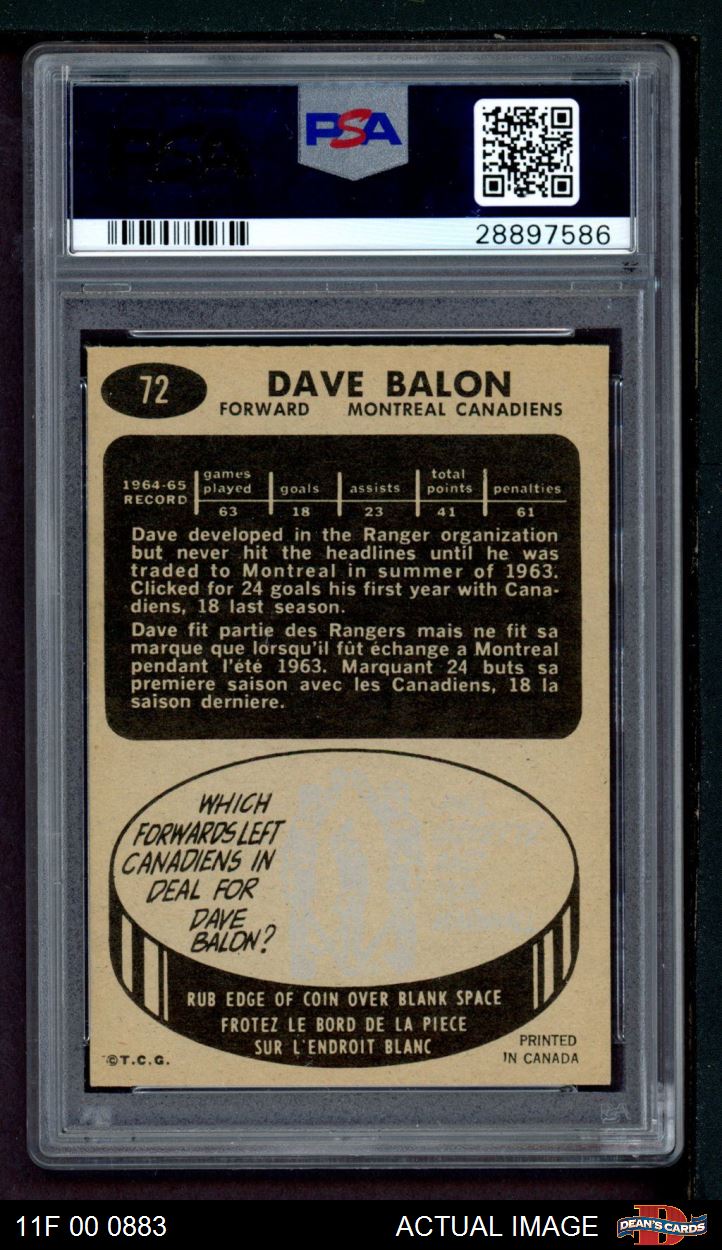 PSA
28897586
72
DAVE BALON
FORWARD MONTREAL CANADIENS
1964-65 RECORD games played goals assists total points penalties
63 18 23 41 61
Dave developed in the Ranger organization
but never hit the headlines until he was
traded to Montreal in summer of 1963.
Clicked for 24 goals his first year with Cana-
diens, 18 last season.
Dave fit partie des Rangers mais ne fit sa
marque que lorsqu'il fût échange a Montreal
pendant l'été 1963. Marquant 24 buts sa
premiere saison avec les Canadiens, 18 la
saison derniere.
WHICH
FORWARDS LEFT
CANADIENS IN
DEAL FOR
DAVE
BALON?
RUB EDGE OF COIN OVER BLANK SPACE
FROTEZ LE BORD DE LA PIECE
SUR L'ENDROIT BLANC
©T.C.G.
PRINTED
IN CANADA
11F 00 0883
ACTUAL IMAGE
DEAN'S CARDS